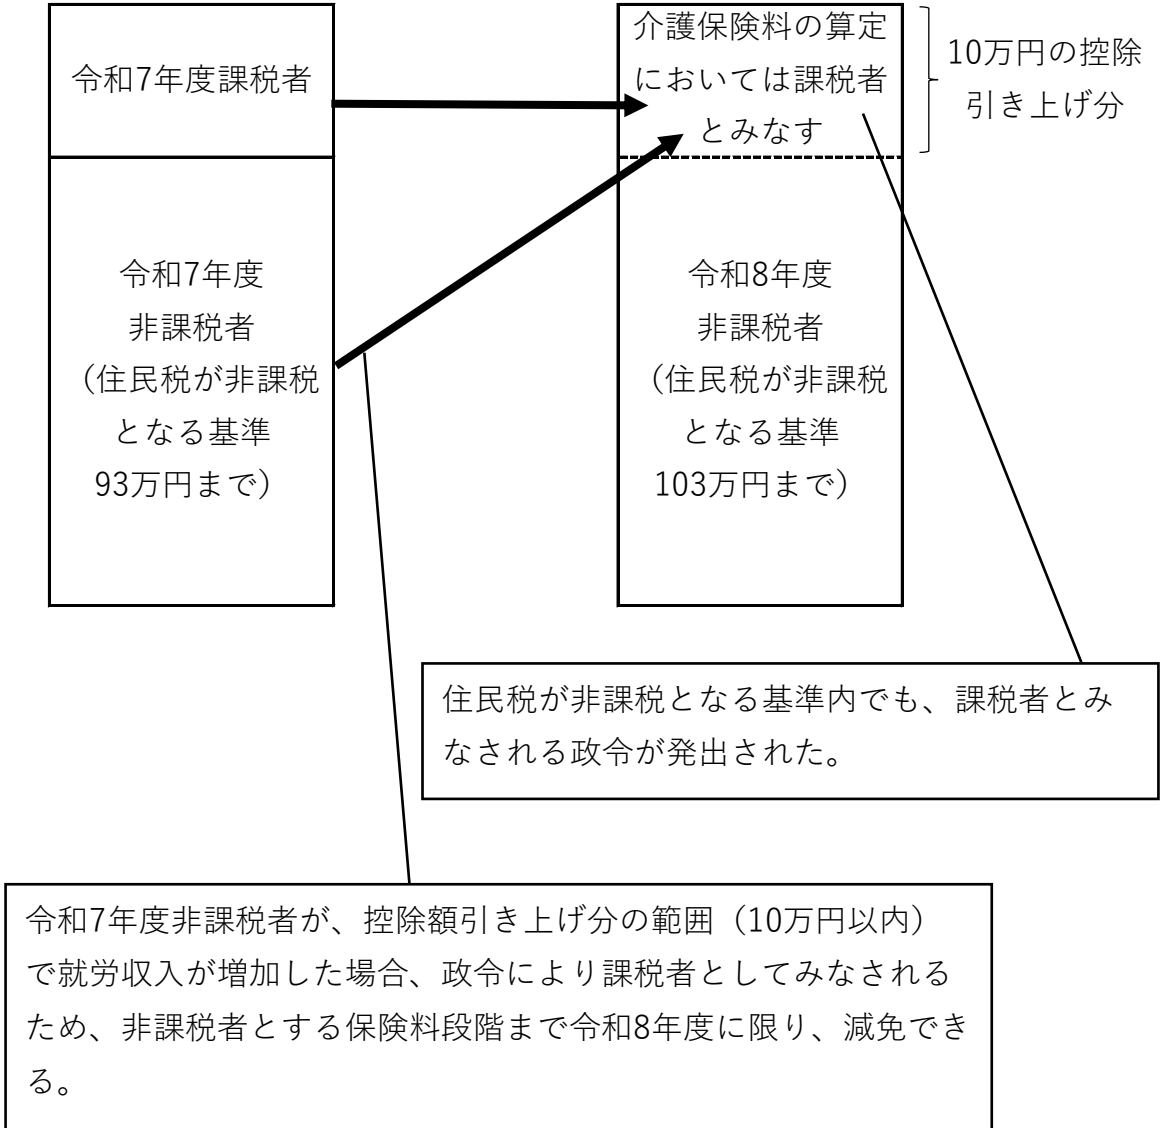 令和7年度課税者
令和7年度
非課税者
（住民税が非課税
となる基準
93万円まで）
介護保険料の算定
においては課税者
とみなす
10万円の控除
引き上げ分
令和8年度
非課税者
（住民税が非課税
となる基準
103万円まで）
住民税が非課税となる基準内でも、課税者とみ
なされる政令が発出された。
令和7年度非課税者が、控除額引き上げ分の範囲（10万円以内）
で就労収入が増加した場合、政令により課税者としてみなされる
ため、非課税者とする保険料段階まで令和8年度に限り、減免でき
る。